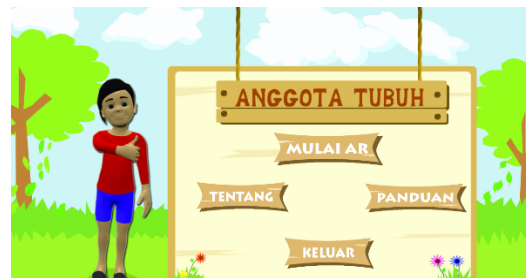 ANGGOTA TUBUH
MULAI AR
TENTANG
PANDUAN
KELUAR